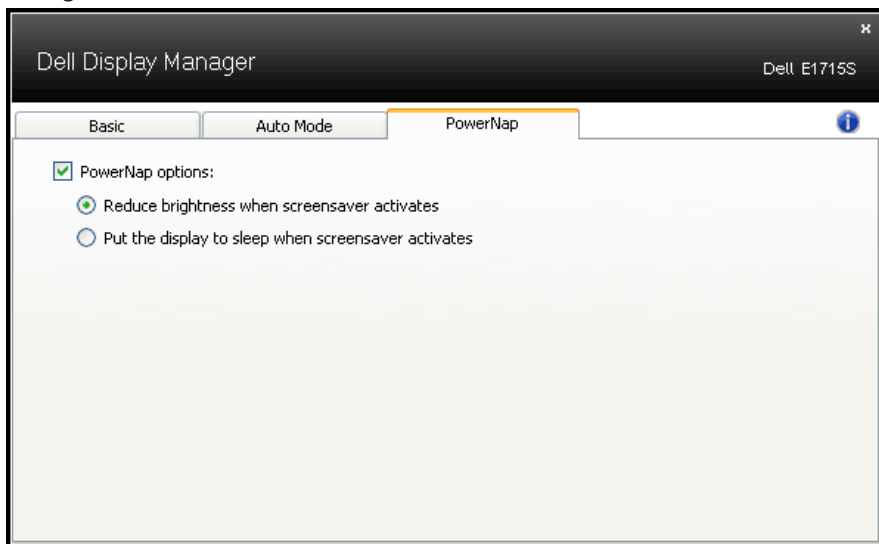 x
Dell Display Manager
Dell E1715S
Basic Auto Mode PowerNap
PowerNap options:
Reduce brightness when screensaver activates
Put the display to sleep when screensaver activates